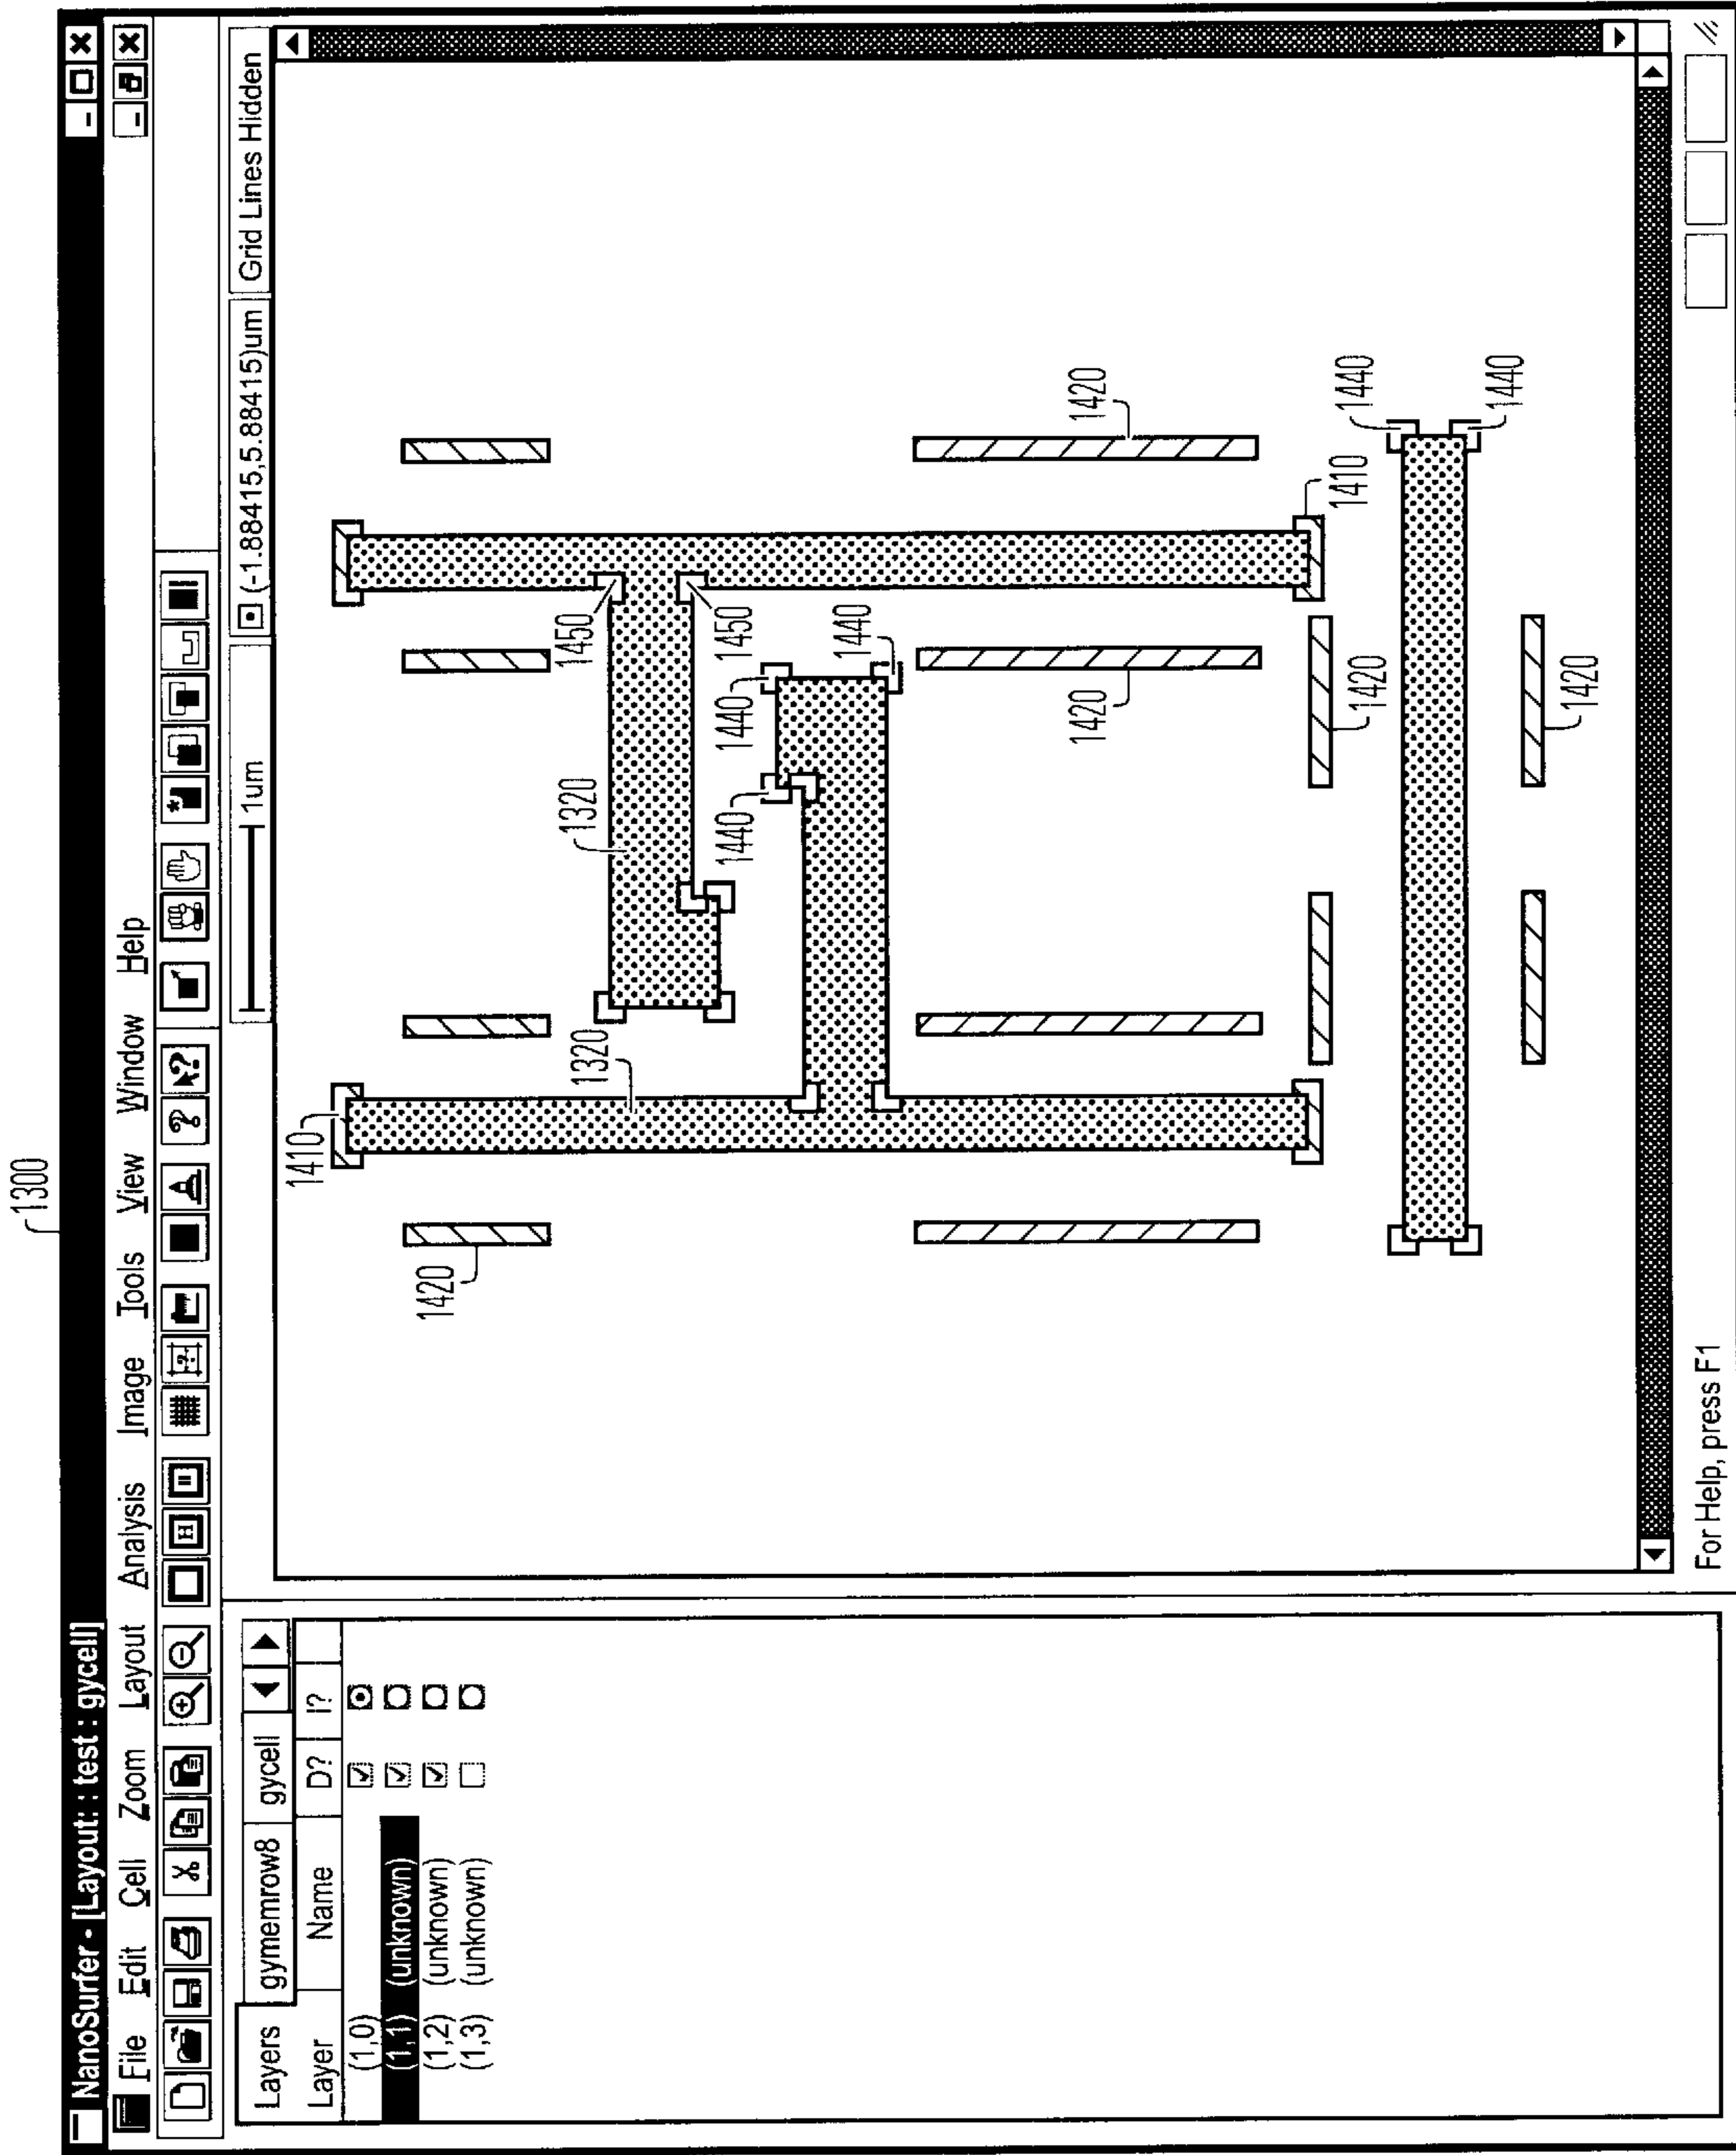 1300
NanoSurfer - [Layout: : test : gycell]
File Edit Cell Zoom Layout Analysis Image Tools View Window Help
1um (-1.88415,5.88415)um Grid Lines Hidden
Layers gymemrow8 gycell
Layer Name D? I?
(1,0)
(1,1) (unknown)
(1,2) (unknown)
(1,3) (unknown)
1410
1420
1320
1320
1450
1450
1440
1440
1440
1420
1420
1410
1420
1420
1440
1440
For Help, press F1